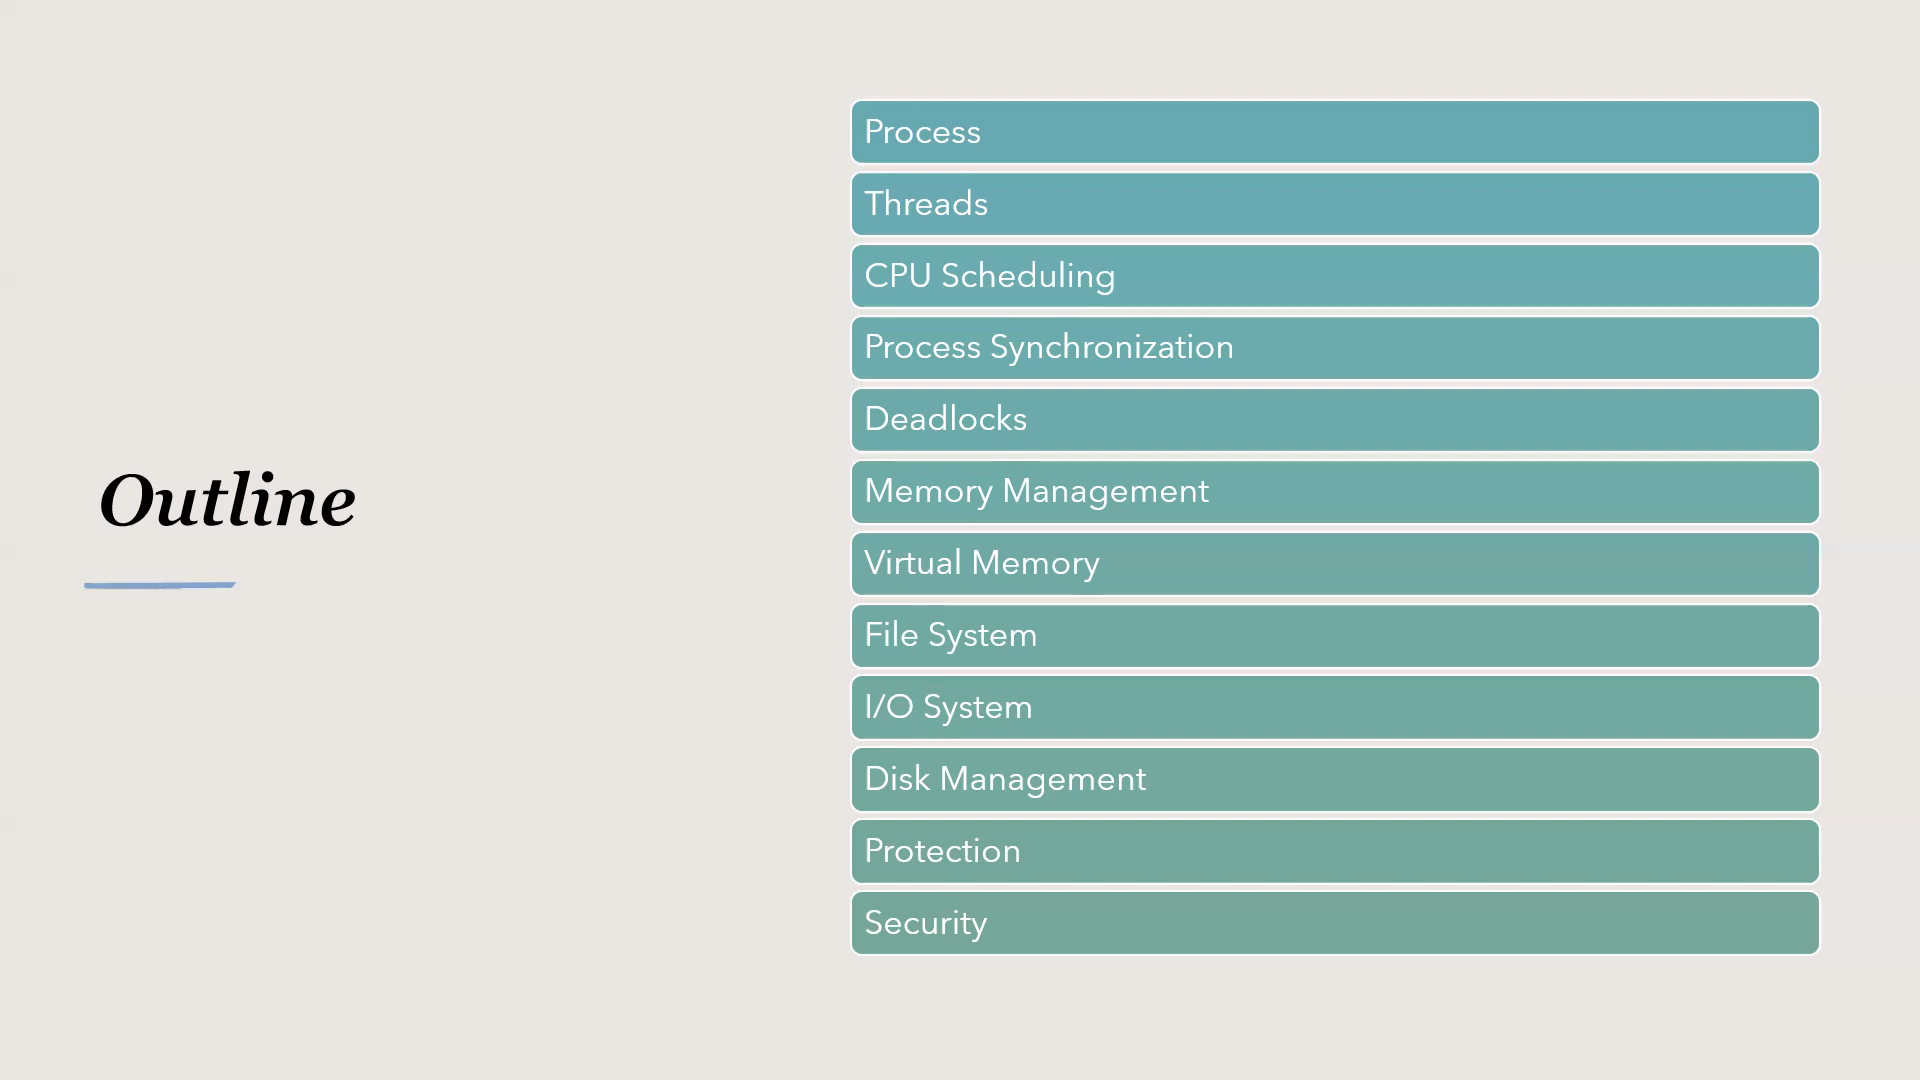 Outline
Process
Threads
CPU Scheduling
Process Synchronization
Deadlocks
Memory Management
Virtual Memory
File System
I/O System
Disk Management
Protection
Security